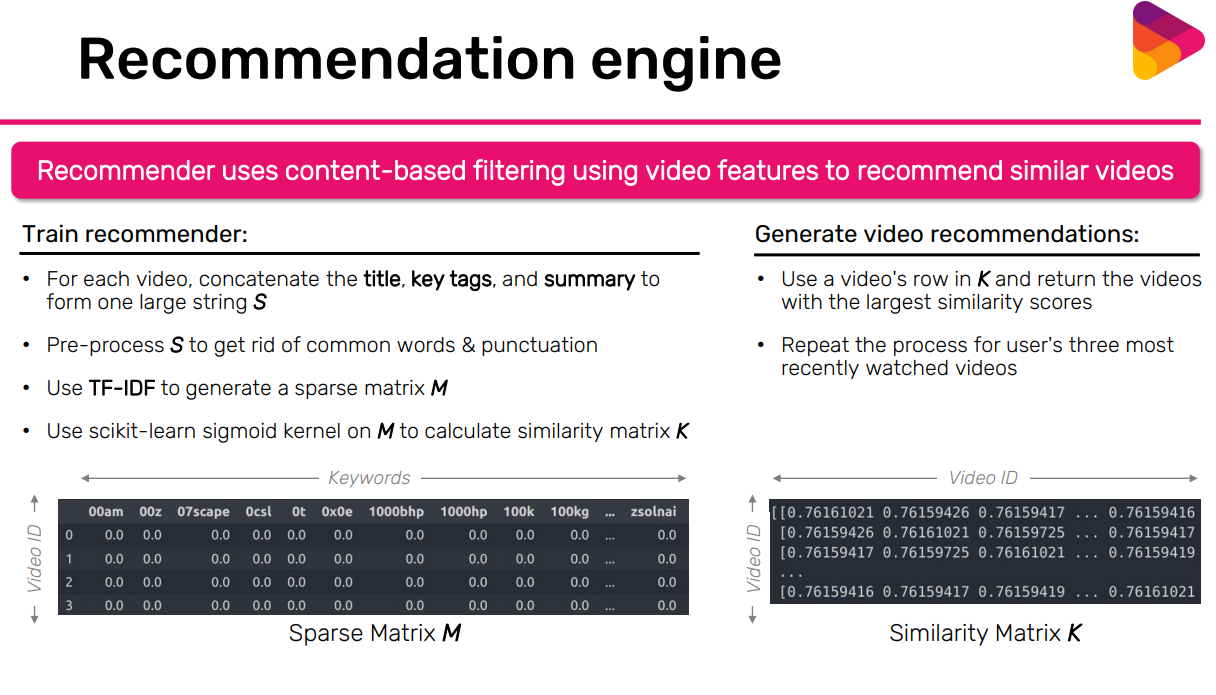 Recommendation engine
Recommender uses content-based filtering using video features to recommend similar videos
Train recommender:
• For each video, concatenate the title, key tags, and summary to
form one large string S
• Pre-process S to get rid of common words & punctuation
• Use TF-IDF to generate a sparse matrix M
• Use scikit-learn sigmoid kernel on M to calculate similarity matrix K
Keywords
Video ID
00am 00z 07scape 0csl 0t 0x0e 1000bhp 1000hp 100k 100kg ... zsolnai
0 0.0 0.0 0.0 0.0 0.0 0.0 0.0 0.0 0.0 0.0 ... 0.0
1 0.0 0.0 0.0 0.0 0.0 0.0 0.0 0.0 0.0 0.0 ... 0.0
2 0.0 0.0 0.0 0.0 0.0 0.0 0.0 0.0 0.0 0.0 ... 0.0
3 0.0 0.0 0.0 0.0 0.0 0.0 0.0 0.0 0.0 0.0 ... 0.0
Sparse Matrix M
Generate video recommendations:
• Use a video's row in K and return the videos
with the largest similarity scores
• Repeat the process for user's three most
recently watched videos
Video ID
Video ID
[[0.76161021 0.76159426 0.76159417 ... 0.76159416
[0.76159426 0.76161021 0.76159725 ... 0.76159417
[0.76159417 0.76159725 0.76161021 ... 0.76159419
...
[0.76159416 0.76159417 0.76159419 ... 0.76161021
Similarity Matrix K